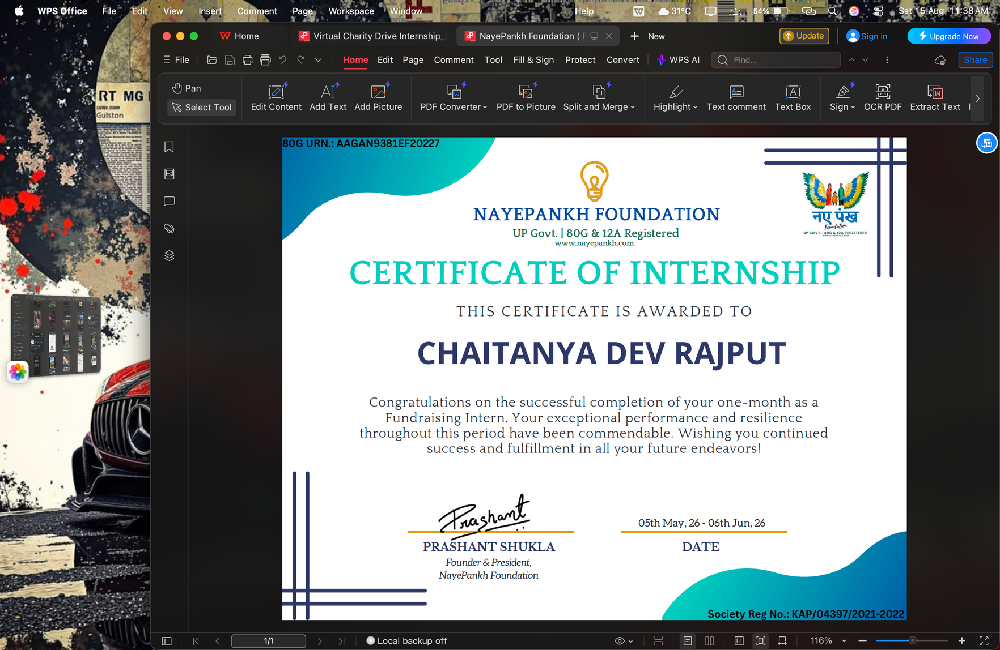 WPS Office File Edit View Insert Comment Page Workspace Window Help 31°C 54% Sat 15 Aug 11:38 AM
Home
Virtual Charity Drive Internship_
NayePankh Foundation (
New
Update
Sign in
Upgrade Now
File
Home Edit Page Comment Tool Fill & Sign Protect Convert
WPS AI
Find...
Share
Pan
Select Tool
Edit Content
Add Text
Add Picture
PDF Converter
PDF to Picture
Split and Merge
Highlight
Text comment
Text Box
Sign
OCR PDF
Extract Text
RT MG
Gulston
80G URN.: AAGAN9381EF20227
NAYEPANKH FOUNDATION
UP Govt. | 80G & 12A Registered
www.nayepankh.com
नए पंख
Foundation
UP GOVT. | 80G & 12A REGISTERED
WWW.NAYEPANKH.COM
CERTIFICATE OF INTERNSHIP
THIS CERTIFICATE IS AWARDED TO
CHAITANYA DEV RAJPUT
Congratulations on the successful completion of your one-month as a
Fundraising Intern. Your exceptional performance and resilience
throughout this period have been commendable. Wishing you continued
success and fulfillment in all your future endeavors!
Prashant
PRASHANT SHUKLA
Founder & President,
NayePankh Foundation
05th May, 26 - 06th Jun, 26
DATE
Society Reg No.: KAP/04397/2021-2022
1/1
Local backup off
116%